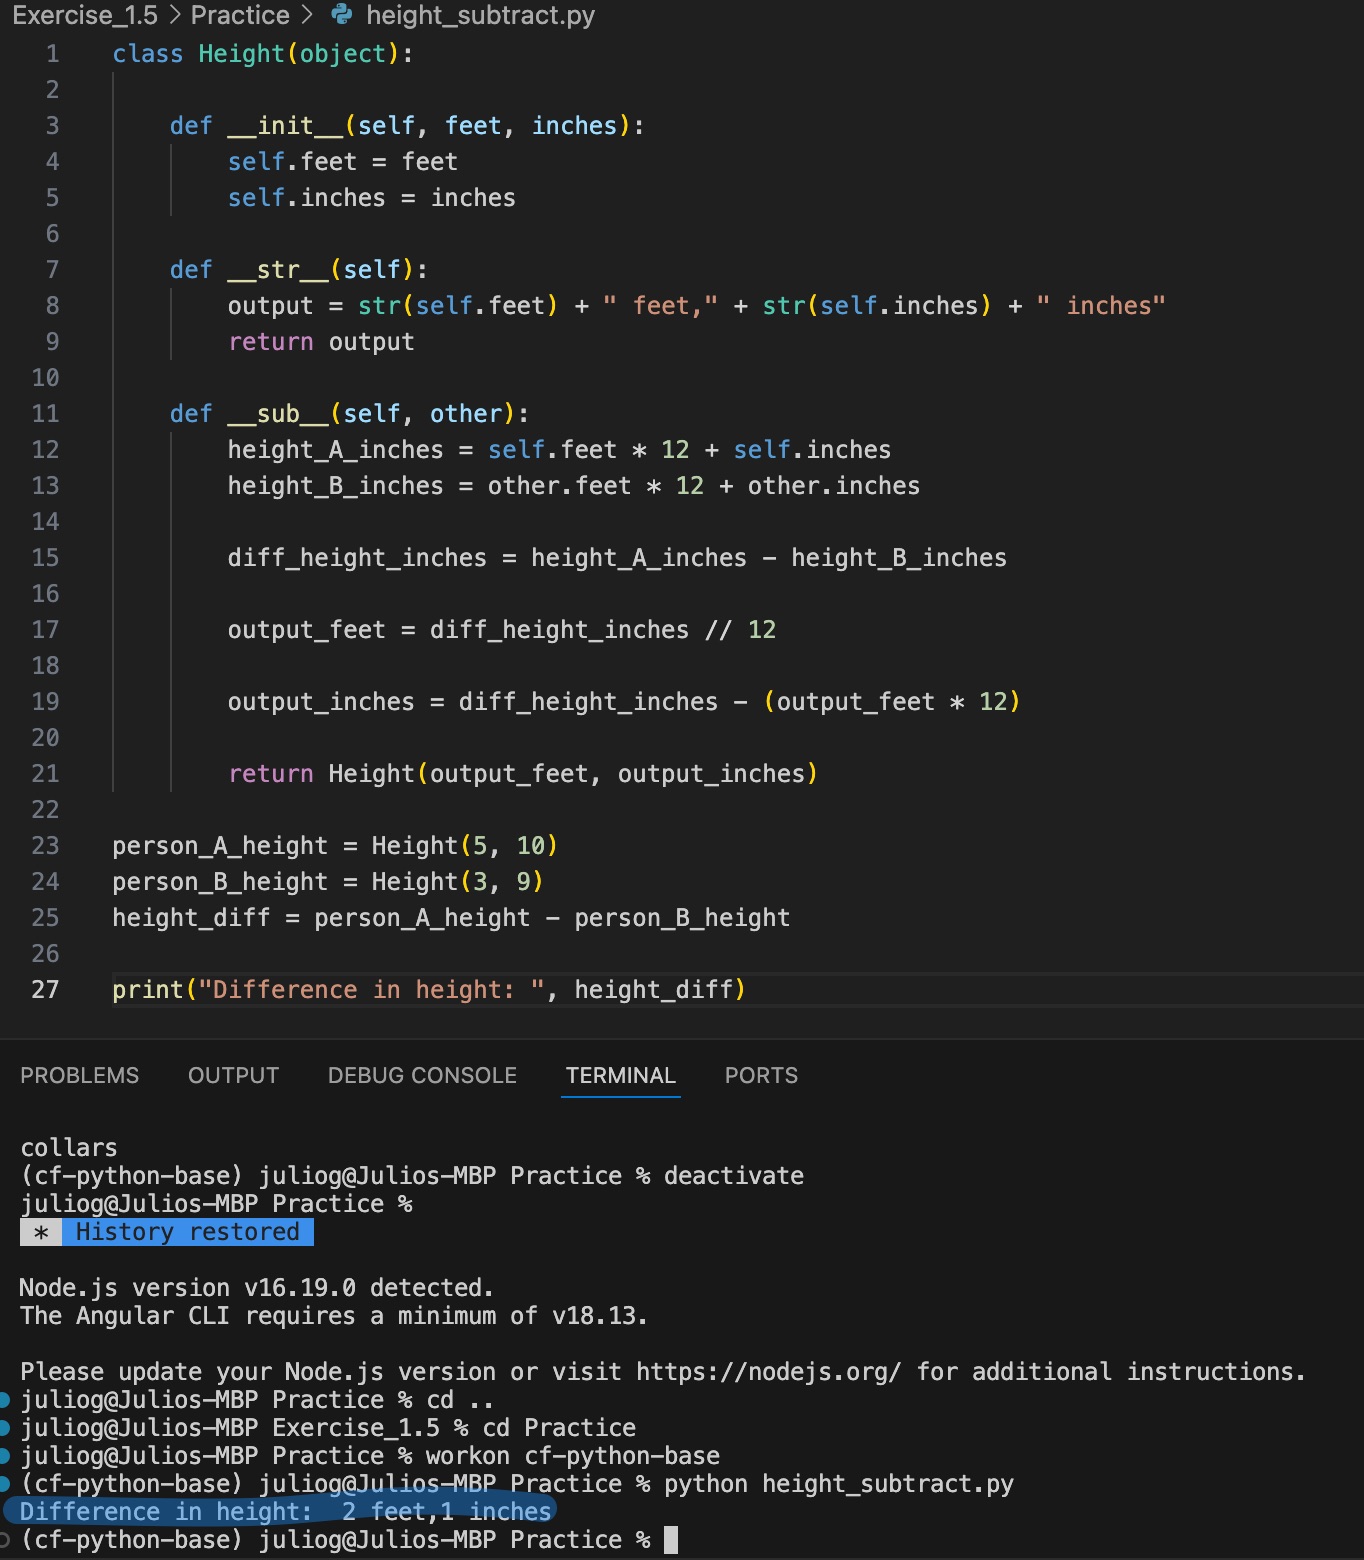 Exercise_1.5 > Practice > height_subtract.py
1 class Height(object):
2
3 def __init__(self, feet, inches):
4 self.feet = feet
5 self.inches = inches
6
7 def __str__(self):
8 output = str(self.feet) + " feet," + str(self.inches) + " inches"
9 return output
10
11 def __sub__(self, other):
12 height_A_inches = self.feet * 12 + self.inches
13 height_B_inches = other.feet * 12 + other.inches
14
15 diff_height_inches = height_A_inches - height_B_inches
16
17 output_feet = diff_height_inches // 12
18
19 output_inches = diff_height_inches - (output_feet * 12)
20
21 return Height(output_feet, output_inches)
22
23 person_A_height = Height(5, 10)
24 person_B_height = Height(3, 9)
25 height_diff = person_A_height - person_B_height
26
27 print("Difference in height: ", height_diff)
PROBLEMS OUTPUT DEBUG CONSOLE TERMINAL PORTS
collars
(cf-python-base) juliog@Julios-MBP Practice % deactivate
juliog@Julios-MBP Practice %
* History restored
Node.js version v16.19.0 detected.
The Angular CLI requires a minimum of v18.13.
Please update your Node.js version or visit https://nodejs.org/ for additional instructions.
juliog@Julios-MBP Practice % cd ..
juliog@Julios-MBP Exercise_1.5 % cd Practice
juliog@Julios-MBP Practice % workon cf-python-base
(cf-python-base) juliog@Julios-MBP Practice % python height_subtract.py
Difference in height:  2 feet,1 inches
(cf-python-base) juliog@Julios-MBP Practice %